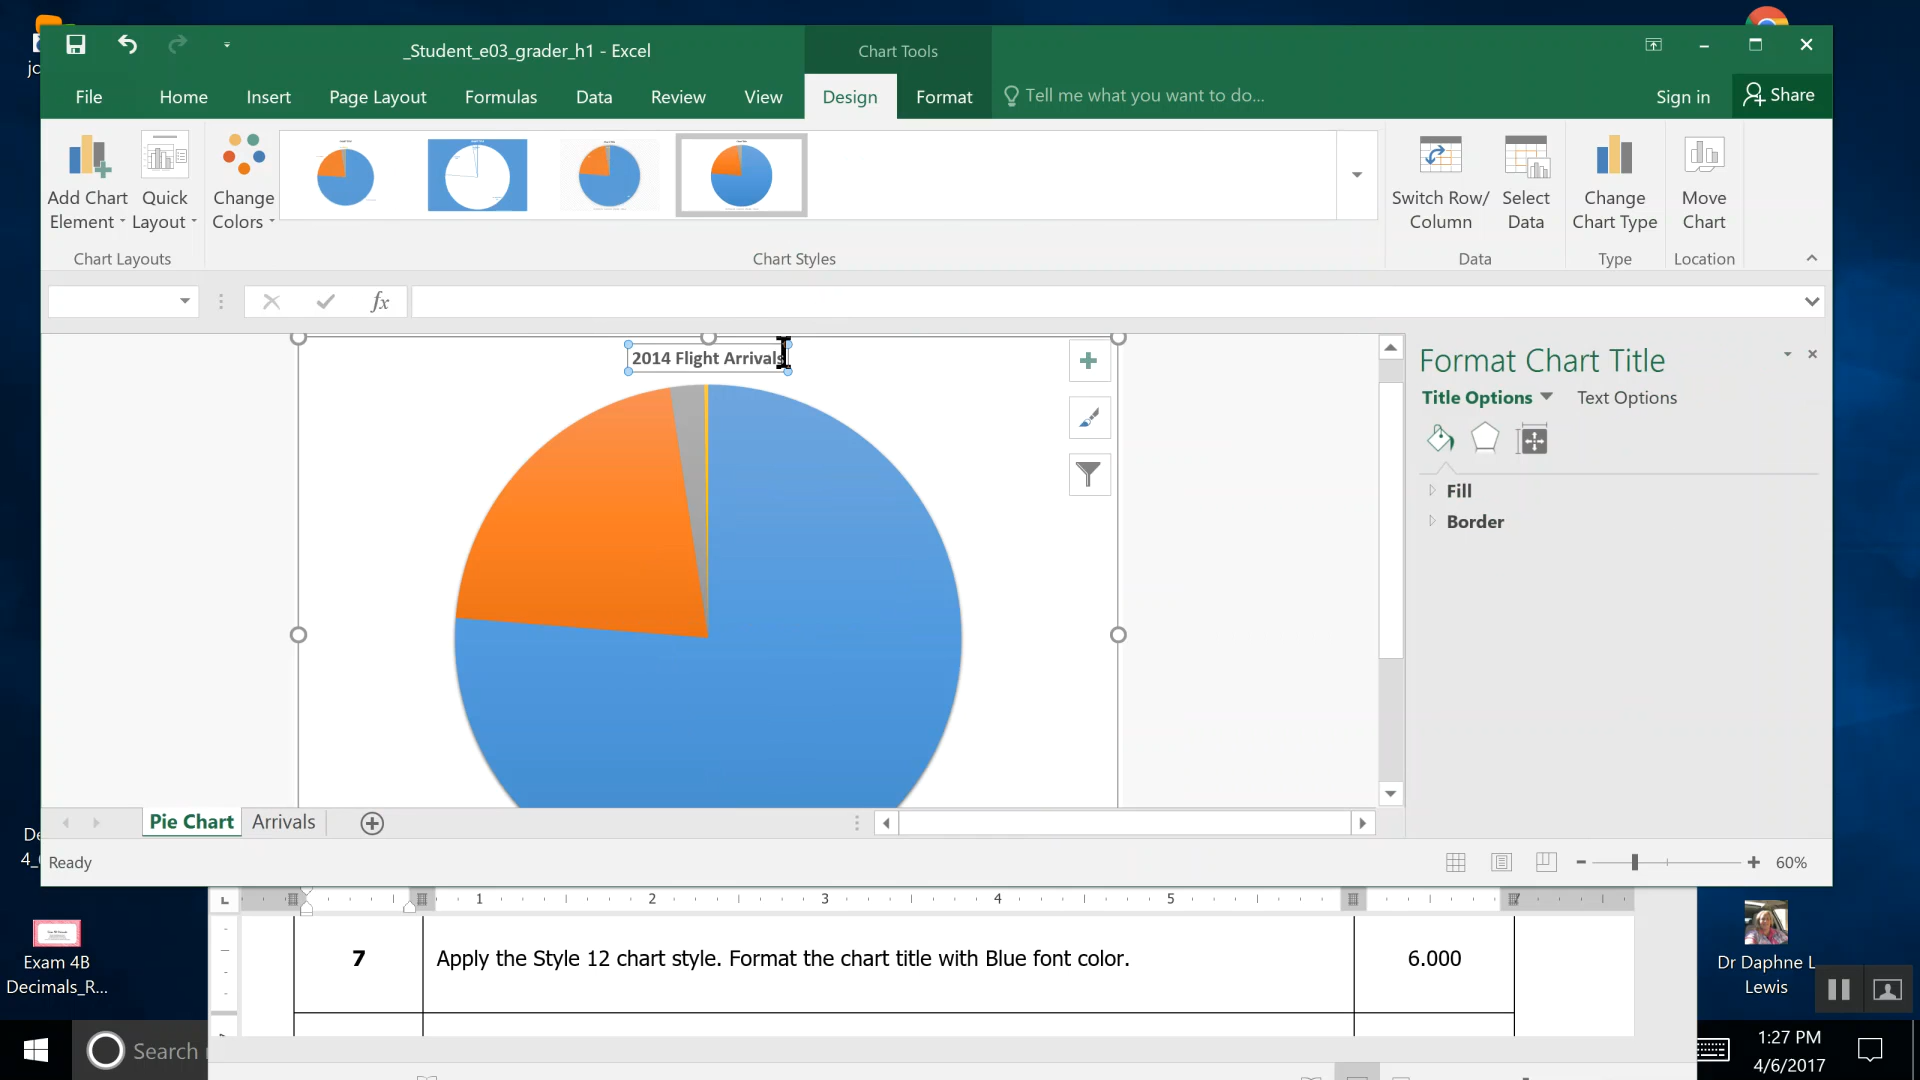 _Student_e03_grader_h1 - Excel
Chart Tools
File Home Insert Page Layout Formulas Data Review View Design Format Tell me what you want to do... Sign in Share
Add Chart Element
Quick Layout
Change Colors
Switch Row/ Column
Select Data
Change Chart Type
Move Chart
Chart Layouts Chart Styles Data Type Location
fx
2014 Flight Arrivals
Format Chart Title
Title Options Text Options
Fill
Border
Pie Chart Arrivals
Ready 60%
1 2 3 4 5 7
7 Apply the Style 12 chart style. Format the chart title with Blue font color. 6.000
jc
De
4_
Exam 4B
Decimals_R...
Dr Daphne L
Lewis
Search
1:27 PM
4/6/2017